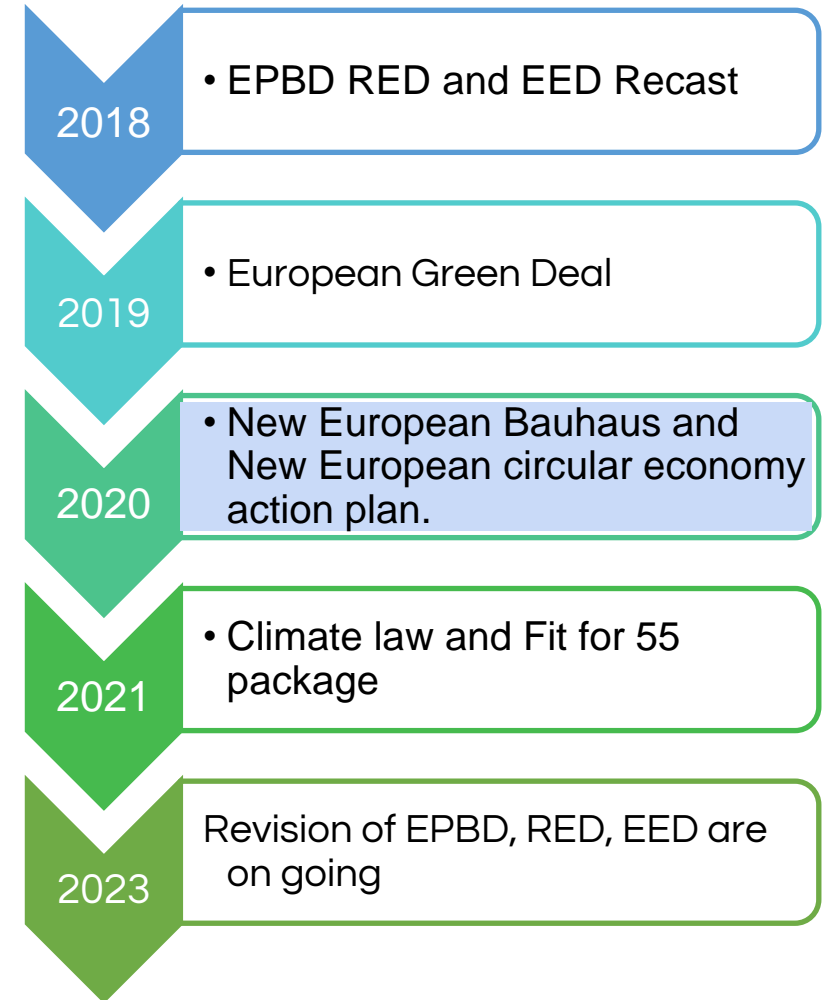 2018
• EPBD RED and EED Recast
2019
• European Green Deal
2020
• New European Bauhaus and
New European circular economy
action plan.
2021
• Climate law and Fit for 55
package
2023
Revision of EPBD, RED, EED are
on going